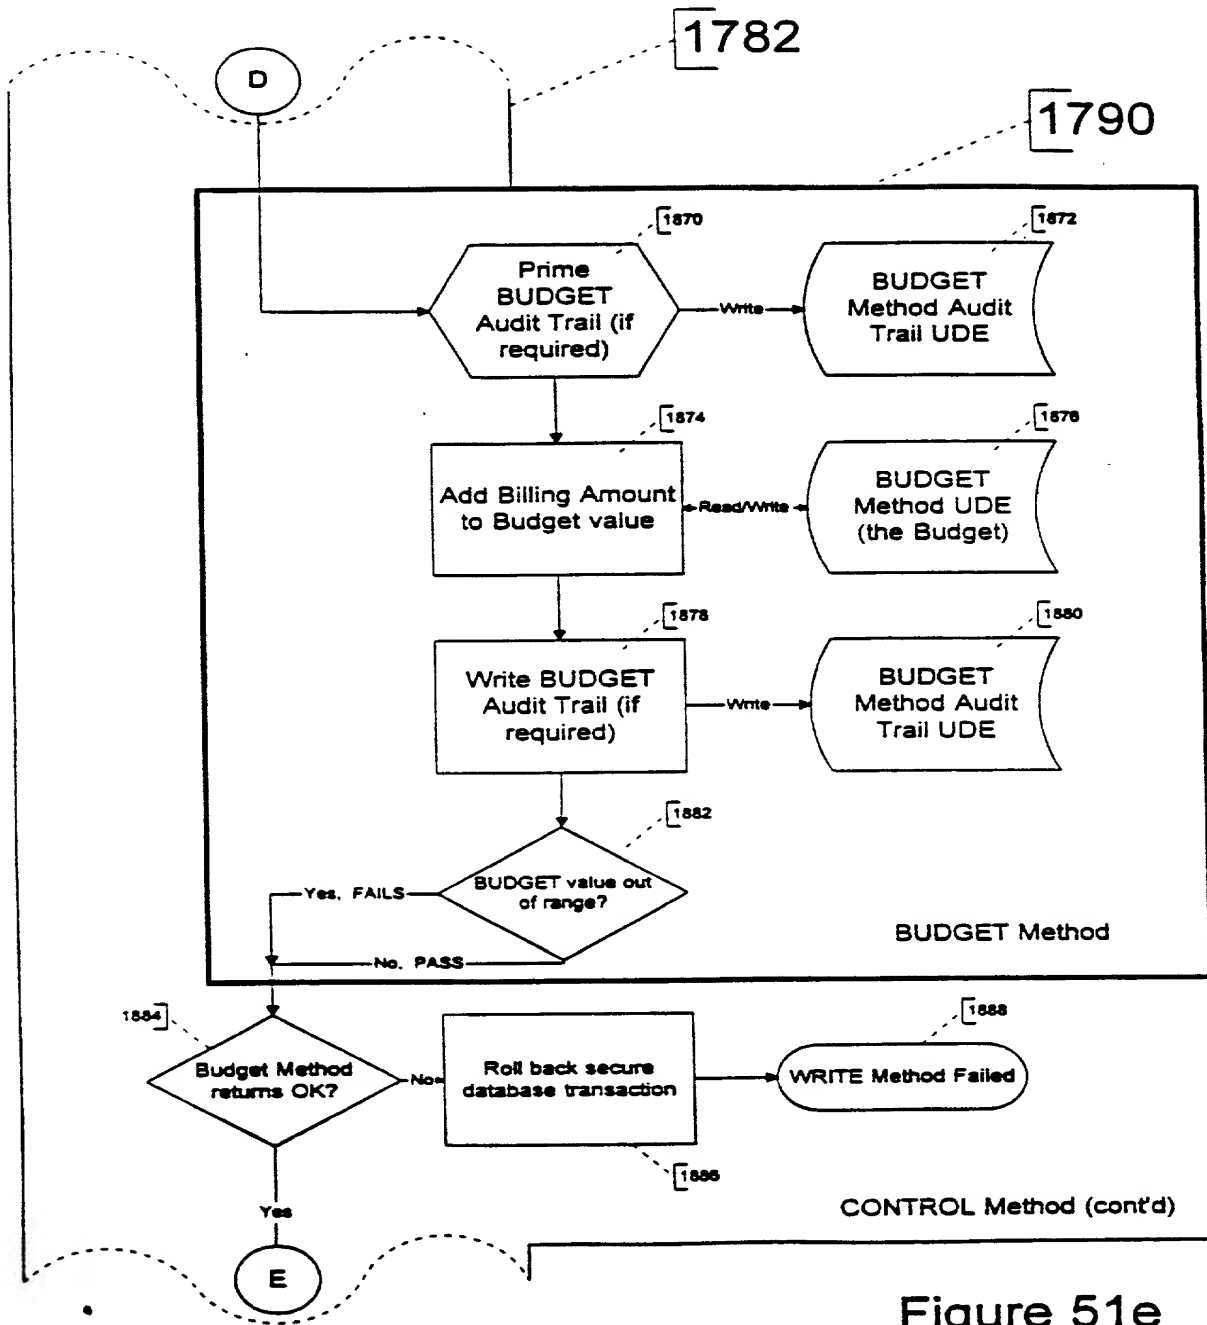 1782
D
1790
1870
1872
Prime
BUDGET
Audit Trail (if
required)
Write
BUDGET
Method Audit
Trail UDE
1874
1876
Add Billing Amount
to Budget value
Read/Write
BUDGET
Method UDE
(the Budget)
1878
1880
Write BUDGET
Audit Trail (if
required)
Write
BUDGET
Method Audit
Trail UDE
1882
BUDGET value out
of range?
Yes, FAILS
No, PASS
BUDGET Method
1884
1888
Budget Method
returns OK?
No
Roll back secure
database transaction
WRITE Method Failed
1886
Yes
CONTROL Method (cont'd)
E
Figure 51e